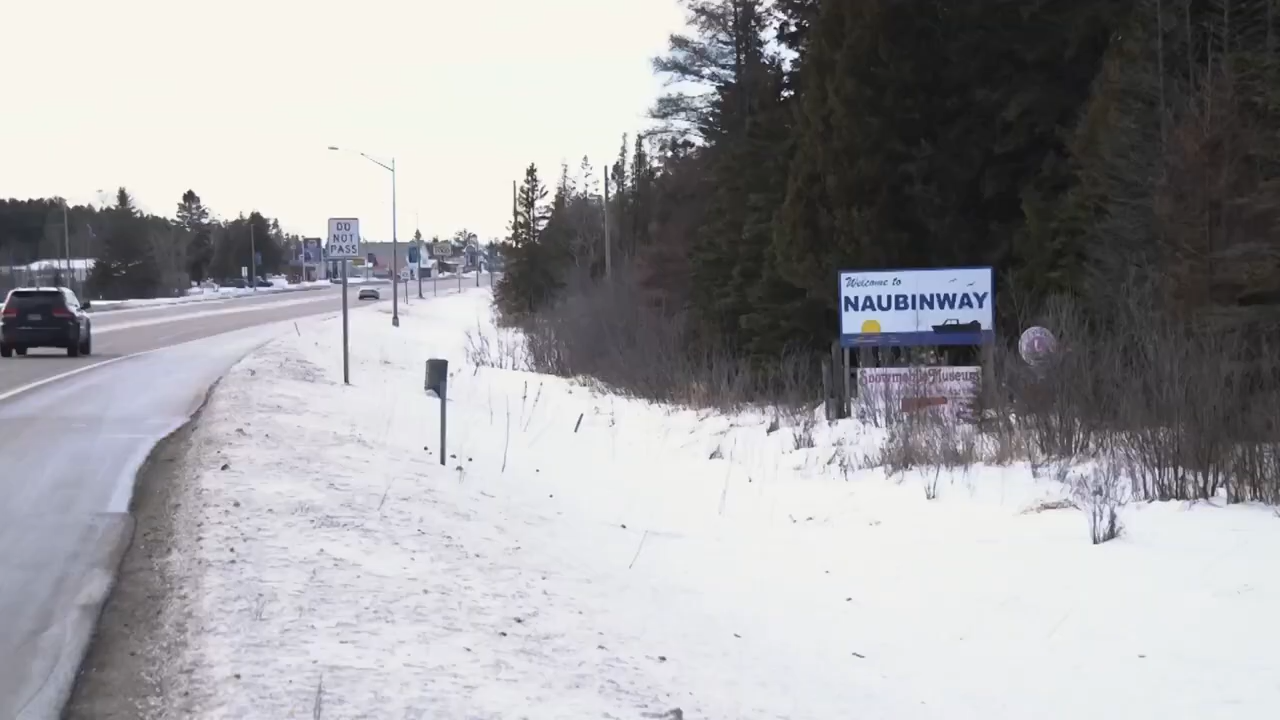 DO
NOT
PASS
Welcome to
NAUBINWAY
Snowmobile Museum